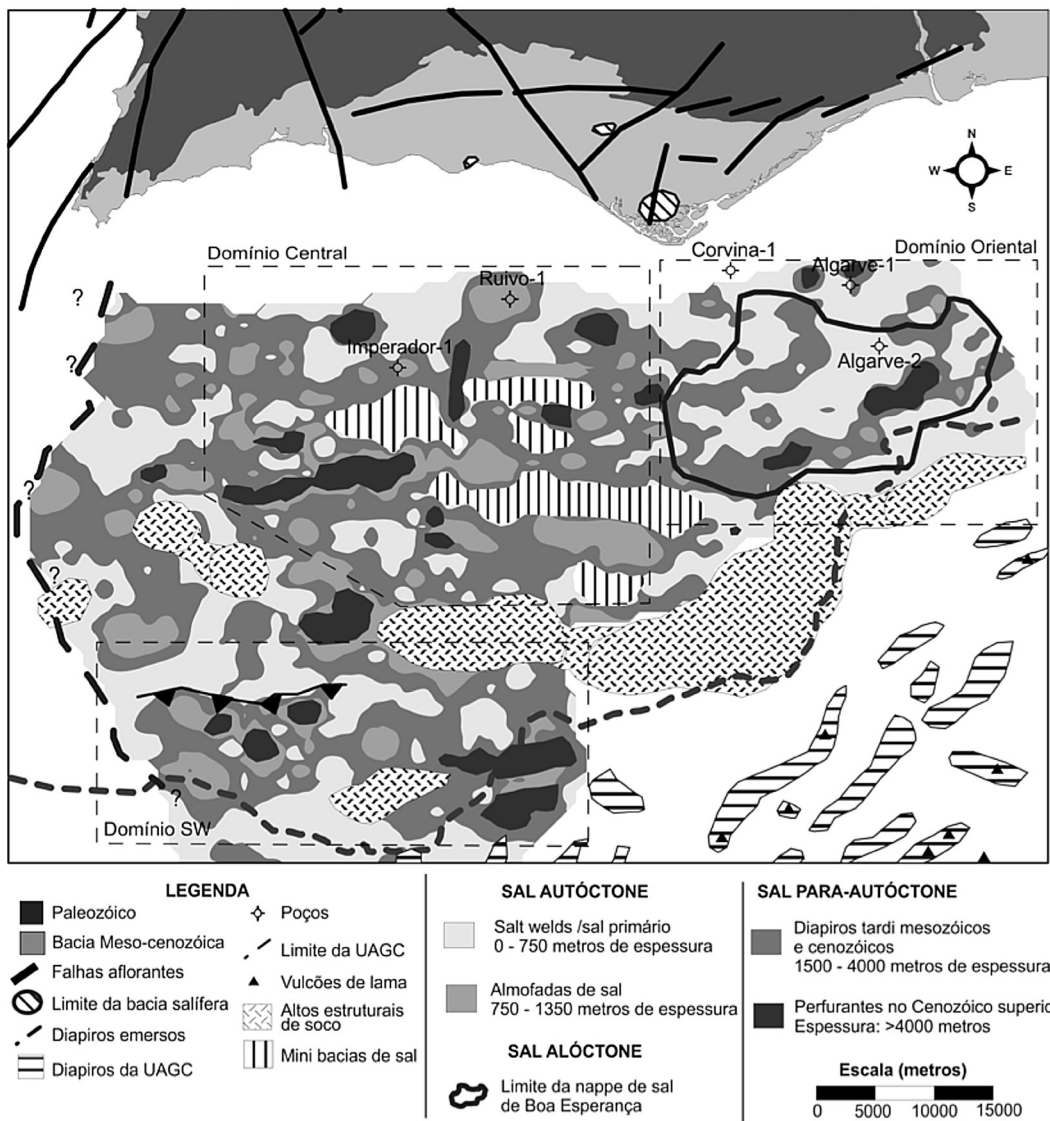 N
W E
S
Domínio Central
Corvina-1
Domínio Oriental
Ruivo-1
Algarve-1
?
?
Imperador-1
Algarve-2
?
?
?
Domínio SW
LEGENDA
Paleozóico
Bacia Meso-cenozóica
Falhas aflorantes
Limite da bacia salífera
Diapiros emersos
Diapiros da UAGC
Poços
Limite da UAGC
Vulcões de lama
Altos estruturais
de soco
Mini bacias de sal
SAL AUTÓCTONE
Salt welds /sal primário
0 - 750 metros de espessura
Almofadas de sal
750 - 1350 metros de espessura
SAL ALÓCTONE
Limite da nappe de sal
de Boa Esperança
SAL PARA-AUTÓCTONE
Diapiros tardi mesozóicos
e cenozóicos
1500 - 4000 metros de espessura
Perfurantes no Cenozóico superio
Espessura: >4000 metros
Escala (metros)
0 5000 10000 15000